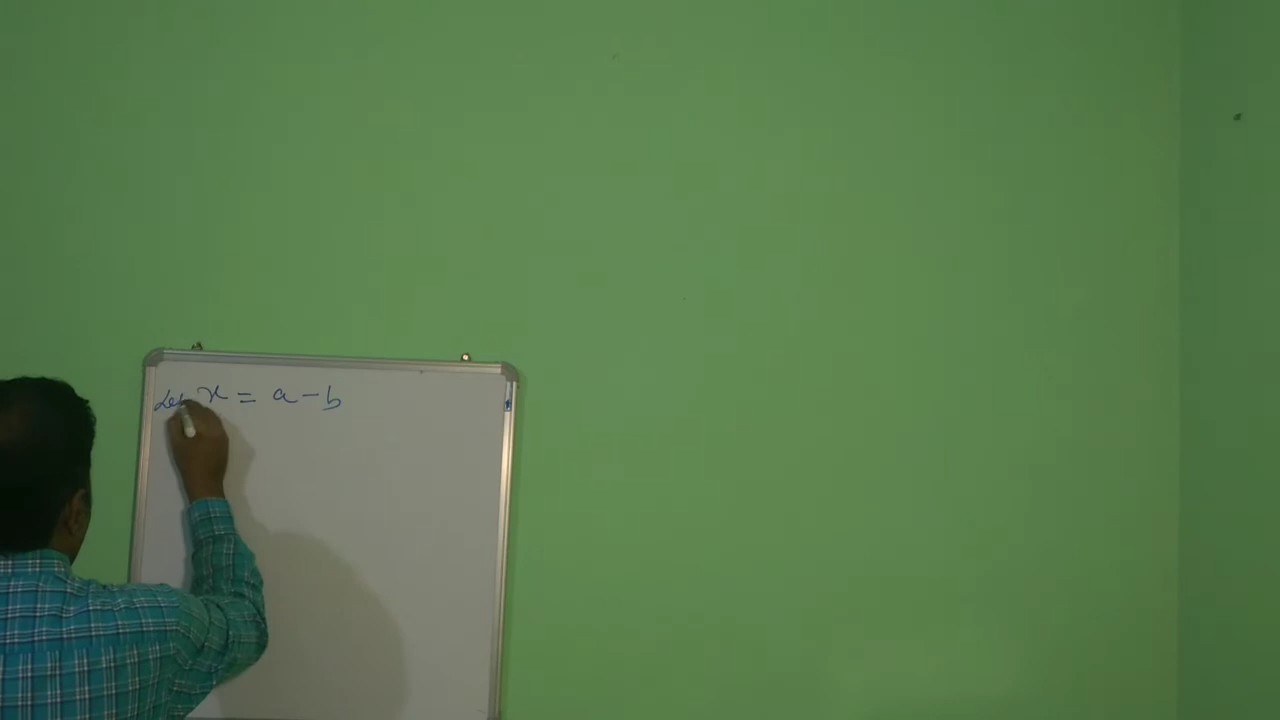 Let x = a - b